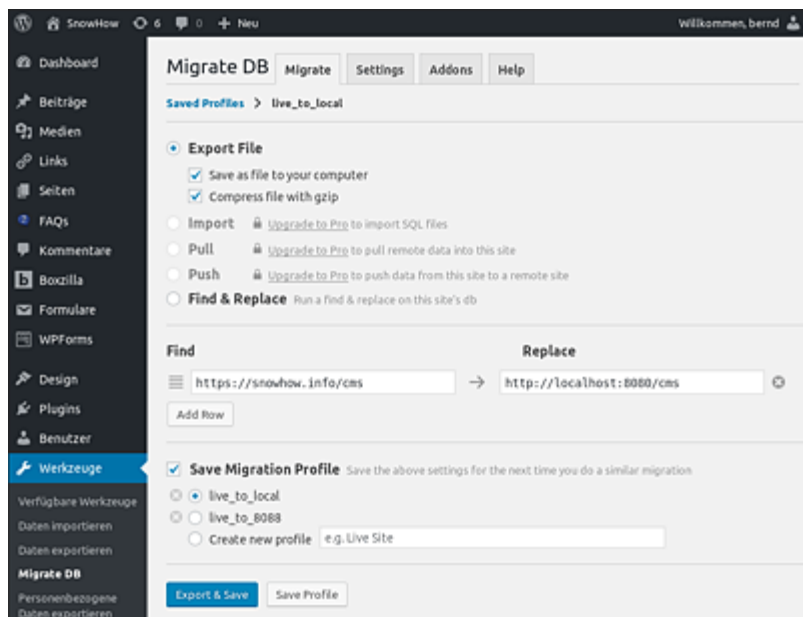 SnowHow 6 0 + Neu Willkommen, bernd
Dashboard
Beiträge
Medien
Links
Seiten
FAQs
Kommentare
Boxzilla
Formulare
WPForms
Design
Plugins
Benutzer
Werkzeuge
Verfügbare Werkzeuge
Daten importieren
Daten exportieren
Migrate DB
Personenbezogene
Daten exportieren
Migrate DB Migrate Settings Addons Help
Saved Profiles > live_to_local
Export File
Save as file to your computer
Compress file with gzip
Import Upgrade to Pro to import SQL files
Pull Upgrade to Pro to pull remote data into this site
Push Upgrade to Pro to push data from this site to a remote site
Find & Replace Run a find & replace on this site's db
Find Replace
https://snowhow.info/cms → http://localhost:8080/cms
Add Row
Save Migration Profile Save the above settings for the next time you do a similar migration
live_to_local
live_to_8088
Create new profile e.g. Live Site
Export & Save Save Profile